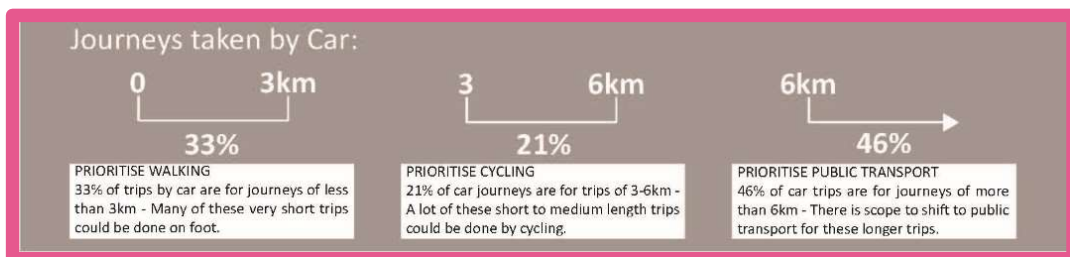 Journeys taken by Car:
0 3km 3 6km 6km
33% 21% 46%
PRIORITISE WALKING
33% of trips by car are for journeys of less
than 3km - Many of these very short trips
could be done on foot.
PRIORITISE CYCLING
21% of car journeys are for trips of 3-6km -
A lot of these short to medium length trips
could be done by cycling.
PRIORITISE PUBLIC TRANSPORT
46% of car trips are for journeys of more
than 6km - There is scope to shift to public
transport for these longer trips.